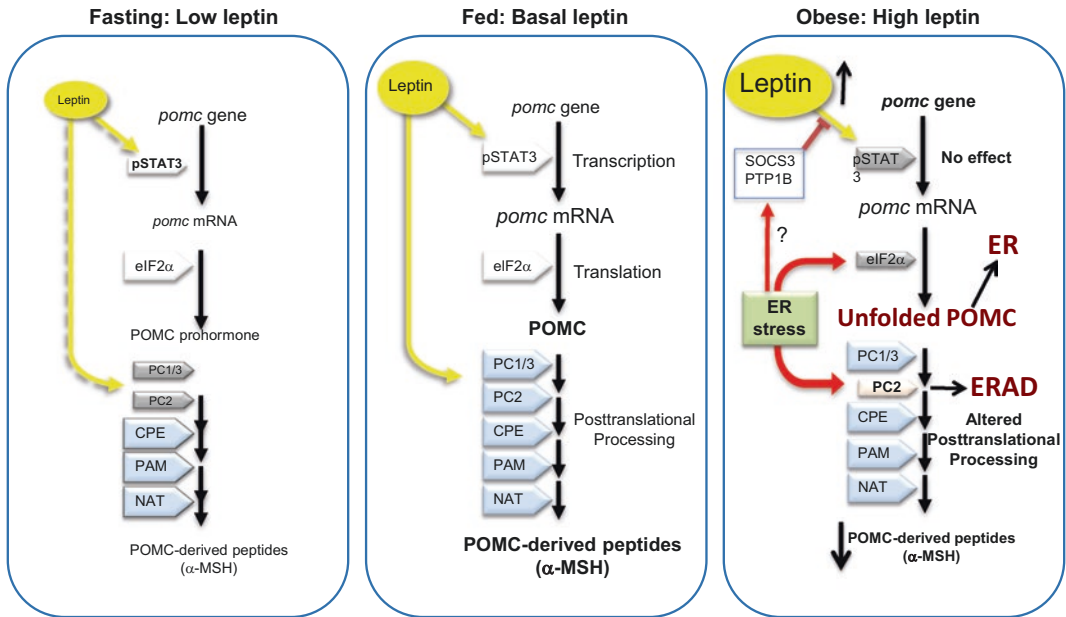 Fasting: Low leptin
Leptin
pomc gene
pSTAT3
pomc mRNA
eIF2α
POMC prohormone
PC1/3
PC2
CPE
PAM
NAT
POMC-derived peptides
(α-MSH)
Fed: Basal leptin
Leptin
pomc gene
pSTAT3
Transcription
pomc mRNA
eIF2α
Translation
POMC
PC1/3
PC2
CPE
Posttranslational
Processing
PAM
NAT
POMC-derived peptides
(α-MSH)
Obese: High leptin
Leptin
pomc gene
SOCS3
PTP1B
pSTAT
3
No effect
pomc mRNA
?
eIF2α
ER
ER
stress
Unfolded POMC
PC1/3
PC2
ERAD
CPE
Altered
Posttranslational
Processing
PAM
NAT
POMC-derived peptides
(α-MSH)